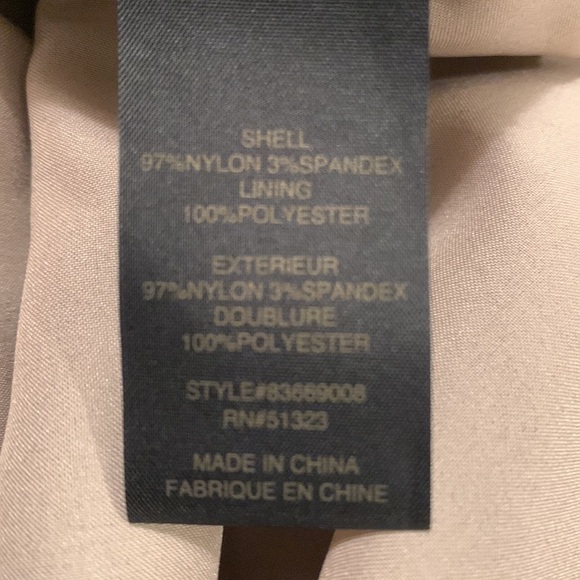 SHELL
97%NYLON 3%SPANDEX
LINING
100%POLYESTER
EXTERIEUR
97%NYLON 3%SPANDEX
DOUBLURE
100%POLYESTER
STYLE#83669008
RN#51323
MADE IN CHINA
FABRIQUE EN CHINE